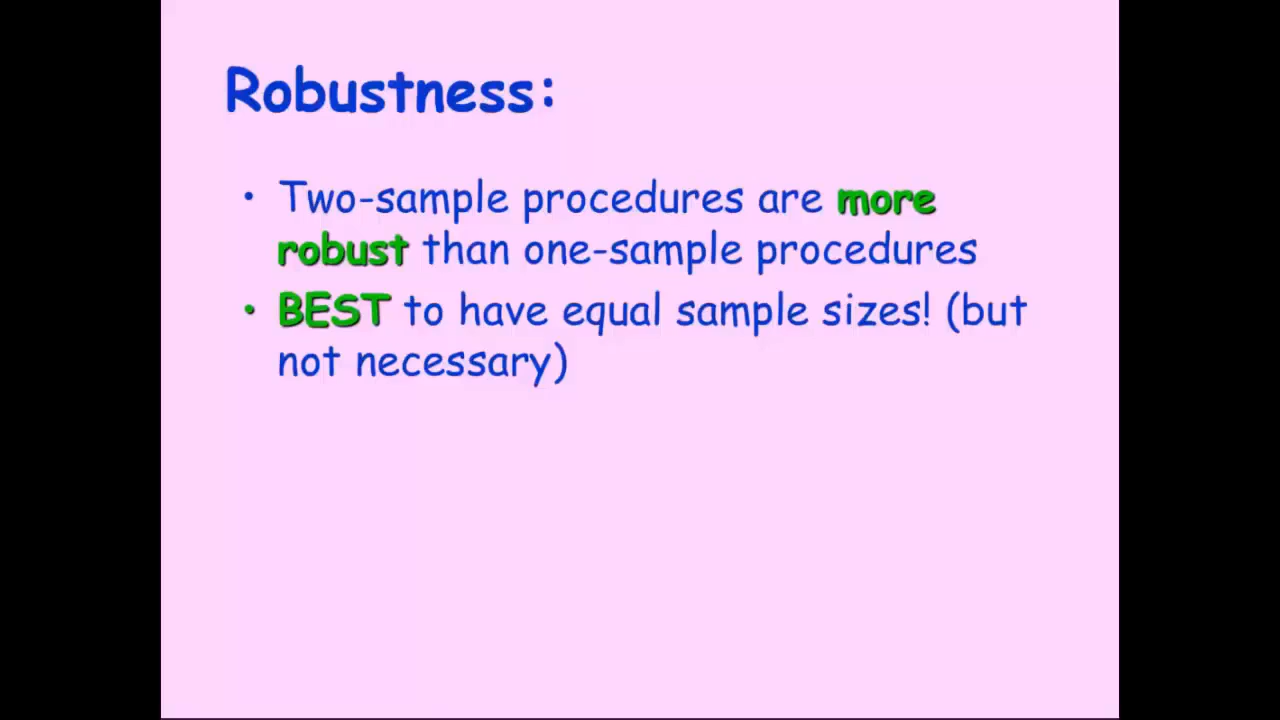 Robustness:
• Two-sample procedures are more
robust than one-sample procedures
• BEST to have equal sample sizes! (but
not necessary)